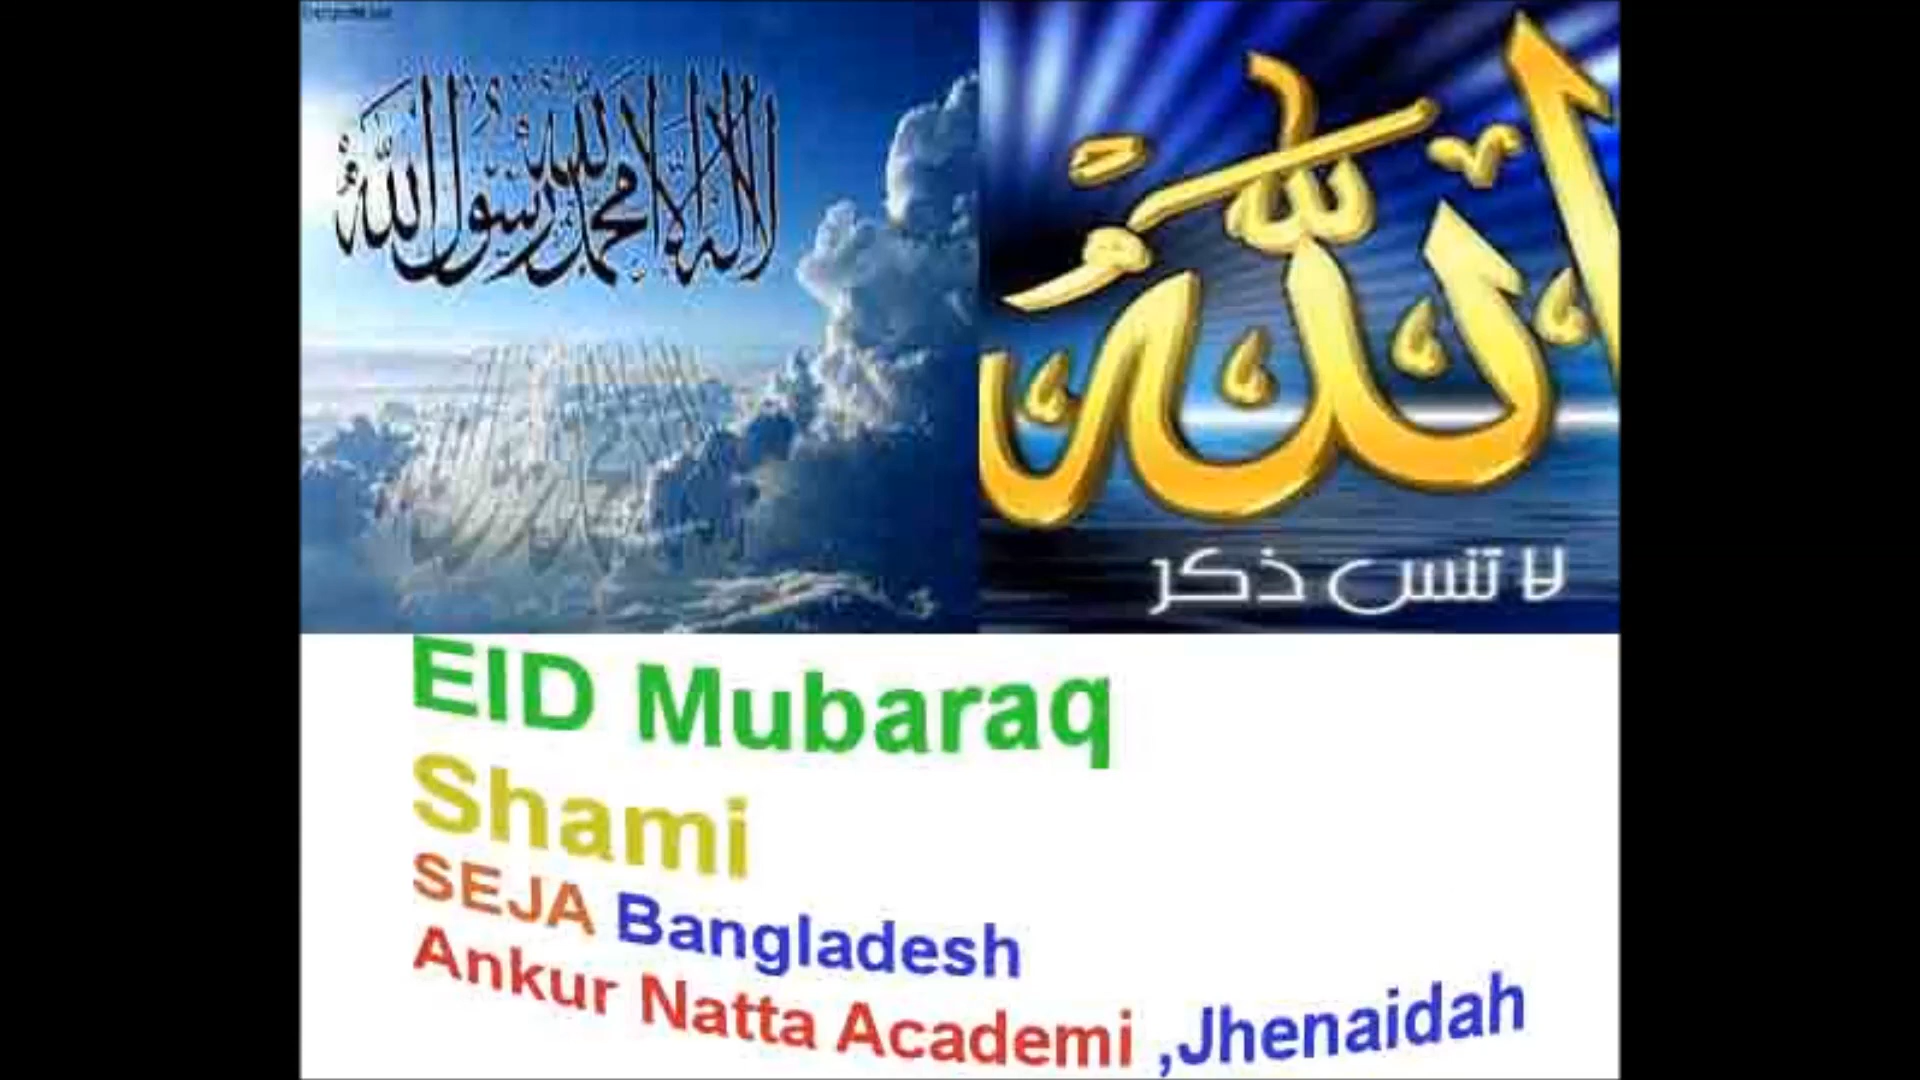 لا اله الا الله محمد رسول الله
الله
لا تنس ذكر
EID Mubaraq
Shami
SEJA Bangladesh
Ankur Natta Academi ,Jhenaidah